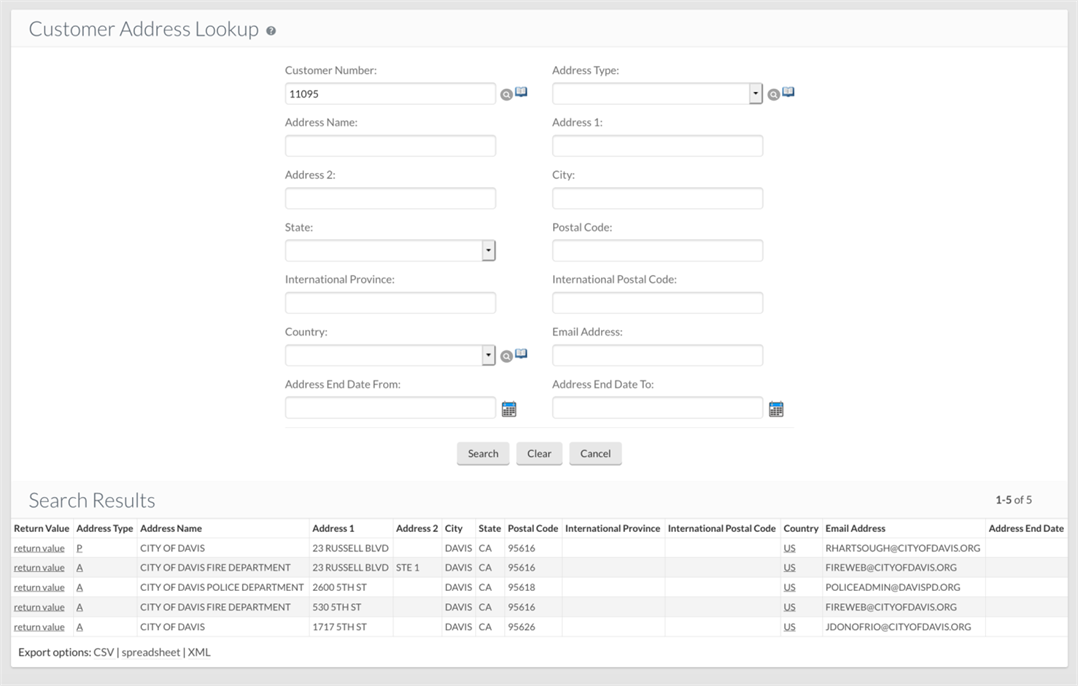 Customer Address Lookup
Customer Number: Address Type:
11095
Address Name: Address 1:
Address 2: City:
State: Postal Code:
International Province: International Postal Code:
Country: Email Address:
Address End Date From: Address End Date To:
Search Clear Cancel
Search Results 1-5 of 5
Return Value Address Type Address Name Address 1 Address 2 City State Postal Code International Province International Postal Code Country Email Address Address End Date
return value P CITY OF DAVIS 23 RUSSELL BLVD DAVIS CA 95616 US RHARTSOUGH@CITYOFDAVIS.ORG
return value A CITY OF DAVIS FIRE DEPARTMENT 23 RUSSELL BLVD STE 1 DAVIS CA 95616 US FIREWEB@CITYOFDAVIS.ORG
return value A CITY OF DAVIS POLICE DEPARTMENT 2600 5TH ST DAVIS CA 95618 US POLICEADMIN@DAVISPD.ORG
return value A CITY OF DAVIS FIRE DEPARTMENT 530 5TH ST DAVIS CA 95616 US FIREWEB@CITYOFDAVIS.ORG
return value A CITY OF DAVIS 1717 5TH ST DAVIS CA 95626 US JDONOFRIO@CITYOFDAVIS.ORG
Export options: CSV | spreadsheet | XML